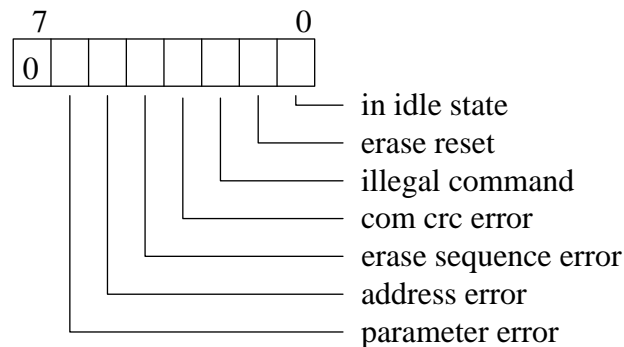 7 0
0
in idle state
erase reset
illegal command
com crc error
erase sequence error
address error
parameter error